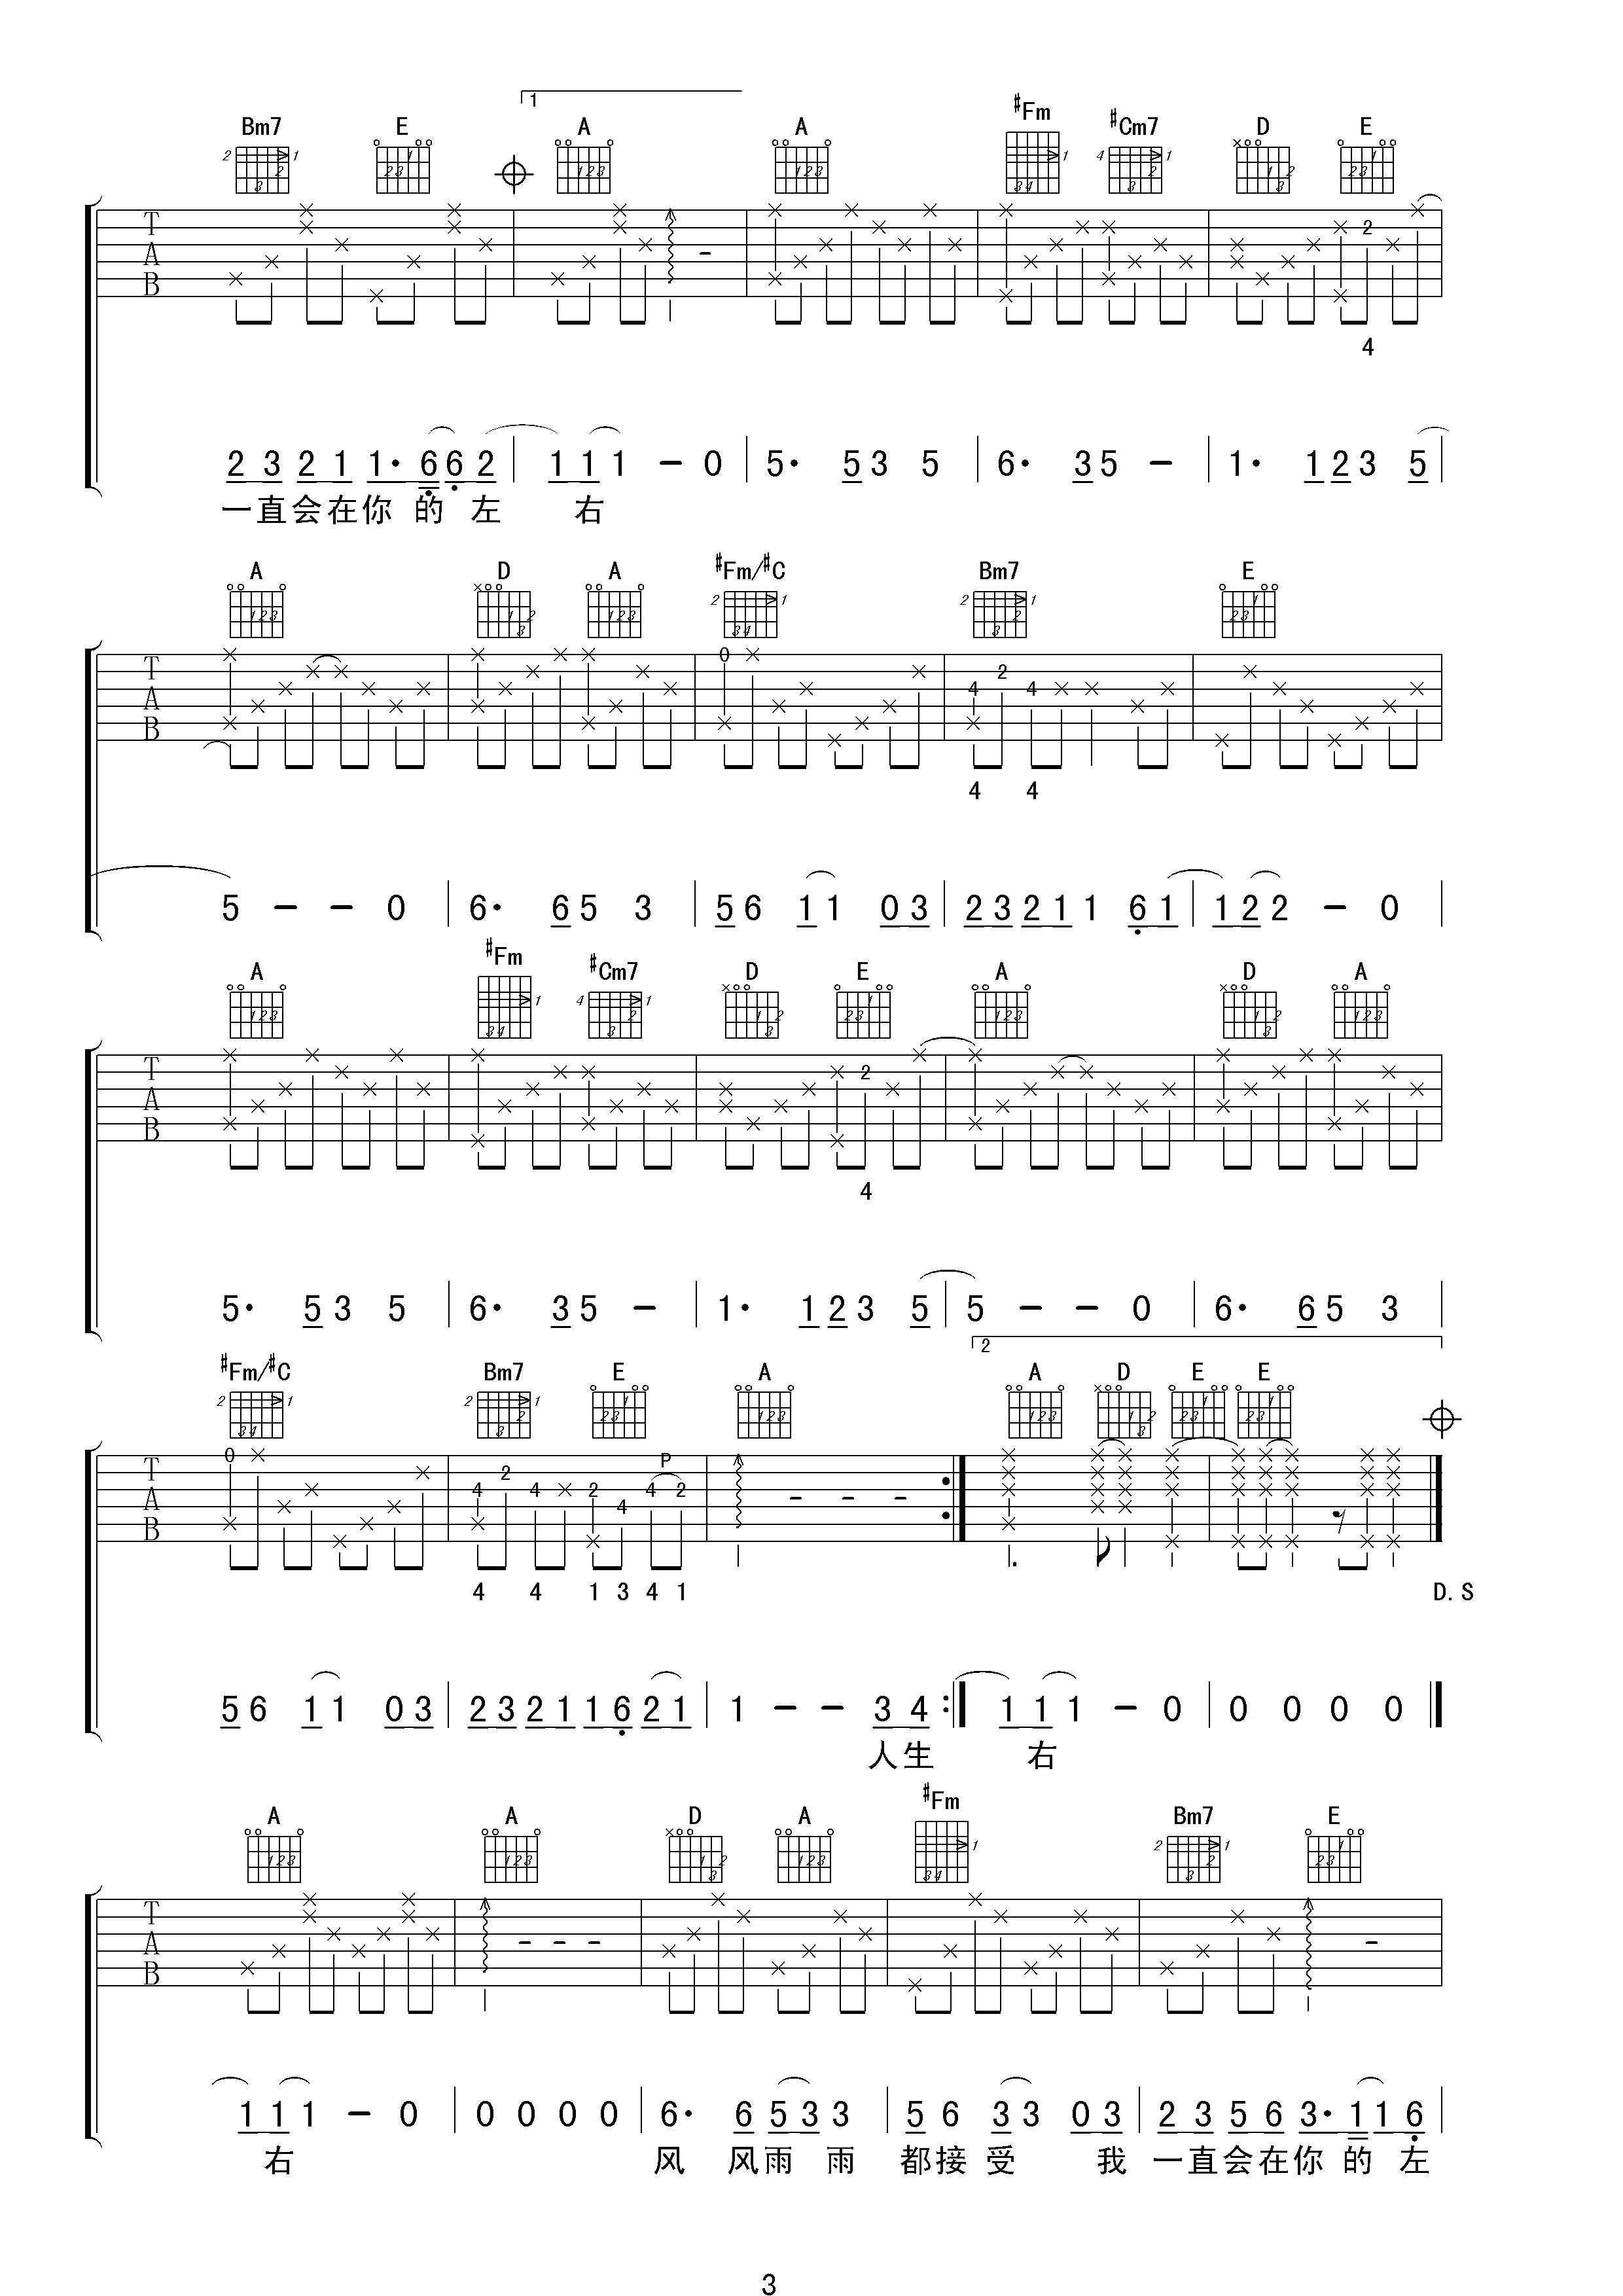 1
Bm7 E A A #Fm #Cm7 D E
T A B
2
4
2 3 2 1 1· 6 6 2 | 1 1 1 – 0 | 5· 5 3 5 | 6· 3 5 – | 1· 1 2 3 5 |
一直会在你 的 左 右
A D A #Fm/#C Bm7 E
T A B
0 4 2 4
4 4
5 – – 0 | 6· 6 5 3 | 5 6 1 1 0 3 | 2 3 2 1 1 6 1 | 1 2 2 – 0 |
A #Fm #Cm7 D E A D A
T A B
2
4
5· 5 3 5 | 6· 3 5 – | 1· 1 2 3 5 | 5 – – 0 | 6· 6 5 3 |
2
#Fm/#C Bm7 E A A D E E
T A B
0 4 2 4 2 4 4 P 2
4 4 1 3 4 1 D.S
5 6 1 1 0 3 | 2 3 2 1 1 6 2 1 | 1 – – 3 4 :| 1 1 1 – 0 | 0 0 0 0 |
人生 右
A A D A #Fm Bm7 E
T A B
1 1 1 – 0 | 0 0 0 0 | 6· 6 5 3 3 | 5 6 3 3 0 3 | 2 3 5 6 3· 1 1 6 |
右 风 风雨 雨 都接 受 我 一直会在你 的 左
3